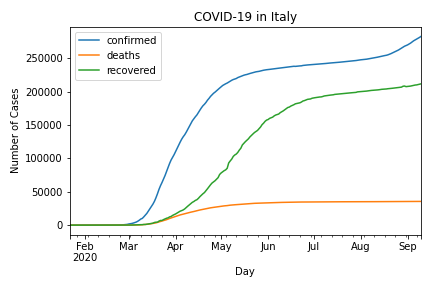 COVID-19 in Italy
confirmed
deaths
recovered
Number of Cases
250000
200000
150000
100000
50000
0
Feb Mar Apr May Jun Jul Aug Sep
2020
Day